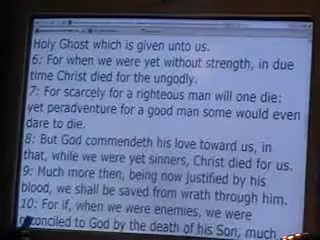 Holy Ghost which is given unto us.
6: For when we were yet without strength, in due
time Christ died for the ungodly.
7: For scarcely for a righteous man will one die:
yet peradventure for a good man some would even
dare to die.
8: But God commendeth his love toward us, in
that, while we were yet sinners, Christ died for us.
9: Much more then, being now justified by his
blood, we shall be saved from wrath through him.
10: For if, when we were enemies, we were
reconciled to God by the death of his Son, much